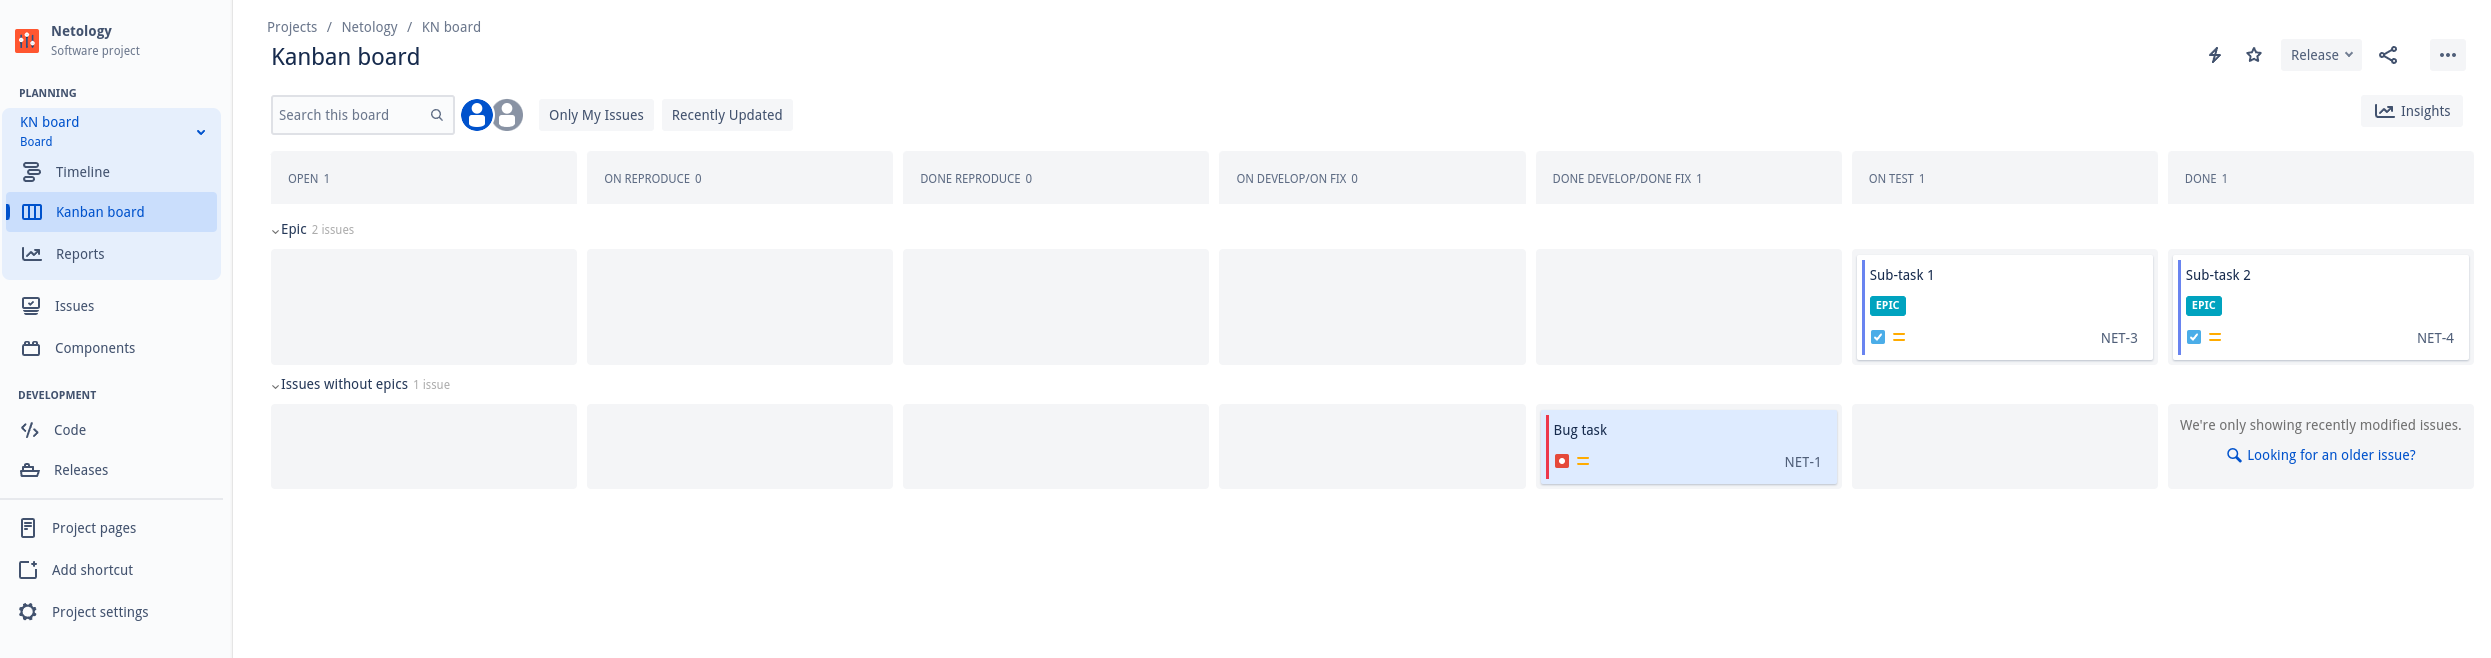 Netology
Software project
PLANNING
KN board
Board
Timeline
Kanban board
Reports
Issues
Components
DEVELOPMENT
Code
Releases
Project pages
Add shortcut
Project settings
Projects / Netology / KN board
Kanban board
Release
Search this board
Only My Issues
Recently Updated
Insights
OPEN 1
ON REPRODUCE 0
DONE REPRODUCE 0
ON DEVELOP/ON FIX 0
DONE DEVELOP/DONE FIX 1
ON TEST 1
DONE 1
Epic 2 issues
Sub-task 1
EPIC
NET-3
Sub-task 2
EPIC
NET-4
Issues without epics 1 issue
Bug task
NET-1
We're only showing recently modified issues.
Looking for an older issue?